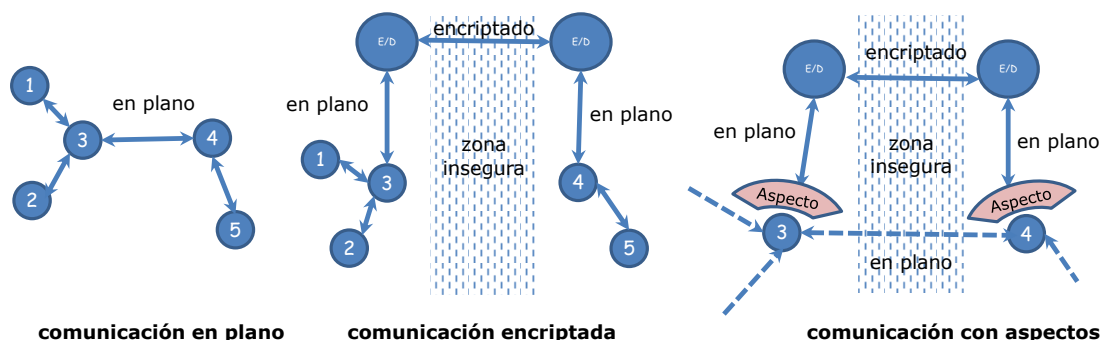 1
en plano
3
4
2
5
comunicación en plano
E/D
encriptado
E/D
en plano
en plano
zona
insegura
1
3
4
2
5
comunicación encriptada
E/D
encriptado
E/D
en plano
zona
insegura
en plano
Aspecto
Aspecto
3
4
en plano
comunicación con aspectos